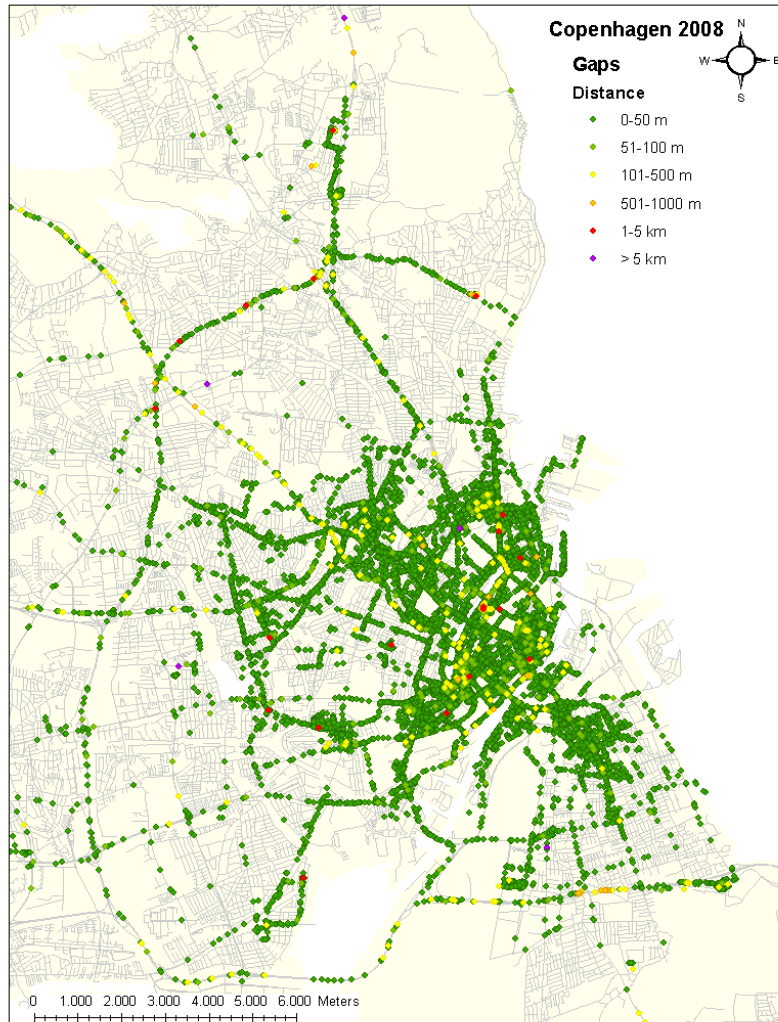 Copenhagen 2008
N
W E
S
Gaps
Distance
0-50 m
51-100 m
101-500 m
501-1000 m
1-5 km
> 5 km
0 1.000 2.000 3.000 4.000 5.000 6.000 Meters